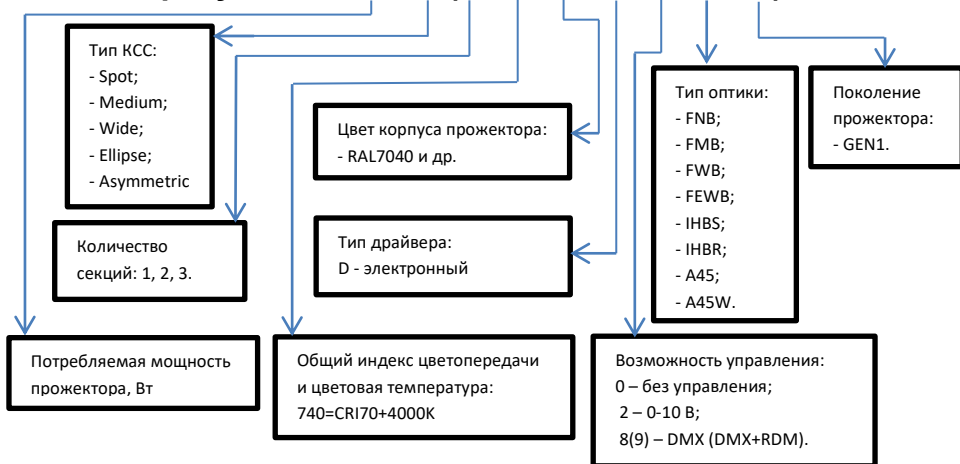 Тип КСС:
- Spot;
- Medium;
- Wide;
- Ellipse;
- Asymmetric
Количество
секций: 1, 2, 3.
Потребляемая мощность
прожектора, Вт
Цвет корпуса прожектора:
- RAL7040 и др.
Тип драйвера:
D - электронный
Общий индекс цветопередачи
и цветовая температура:
740=CRI70+4000K
Тип оптики:
- FNB;
- FMB;
- FWB;
- FEWB;
- IHBS;
- IHBR;
- A45;
- A45W.
Поколение
прожектора:
- GEN1.
Возможность управления:
0 – без управления;
2 – 0-10 В;
8(9) – DMX (DMX+RDM).